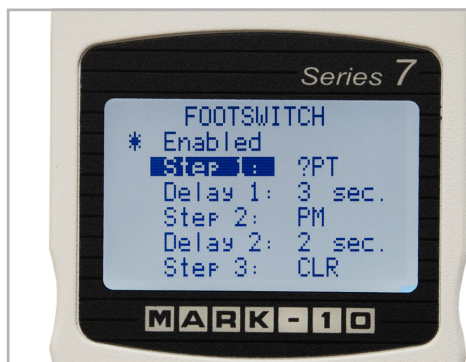 Series 7
FOOTSWITCH
* Enabled
Step 1: ?PT
Delay 1: 3 sec.
Step 2: PM
Delay 2: 2 sec.
Step 3: CLR
MARK-10